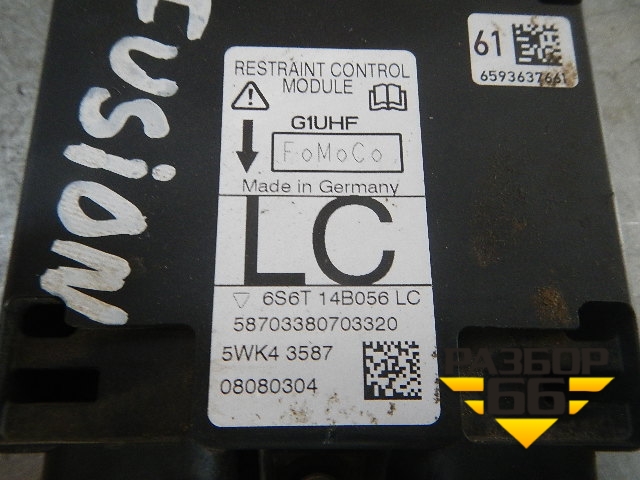 FUSiON
61
6593637661
RESTRAINT CONTROL
MODULE
G1UHF
FoMoCo
Made in Germany
LC
6S6T 14B056 LC
58703380703320
5WK4 3587
08080304
РАЗБОР
66